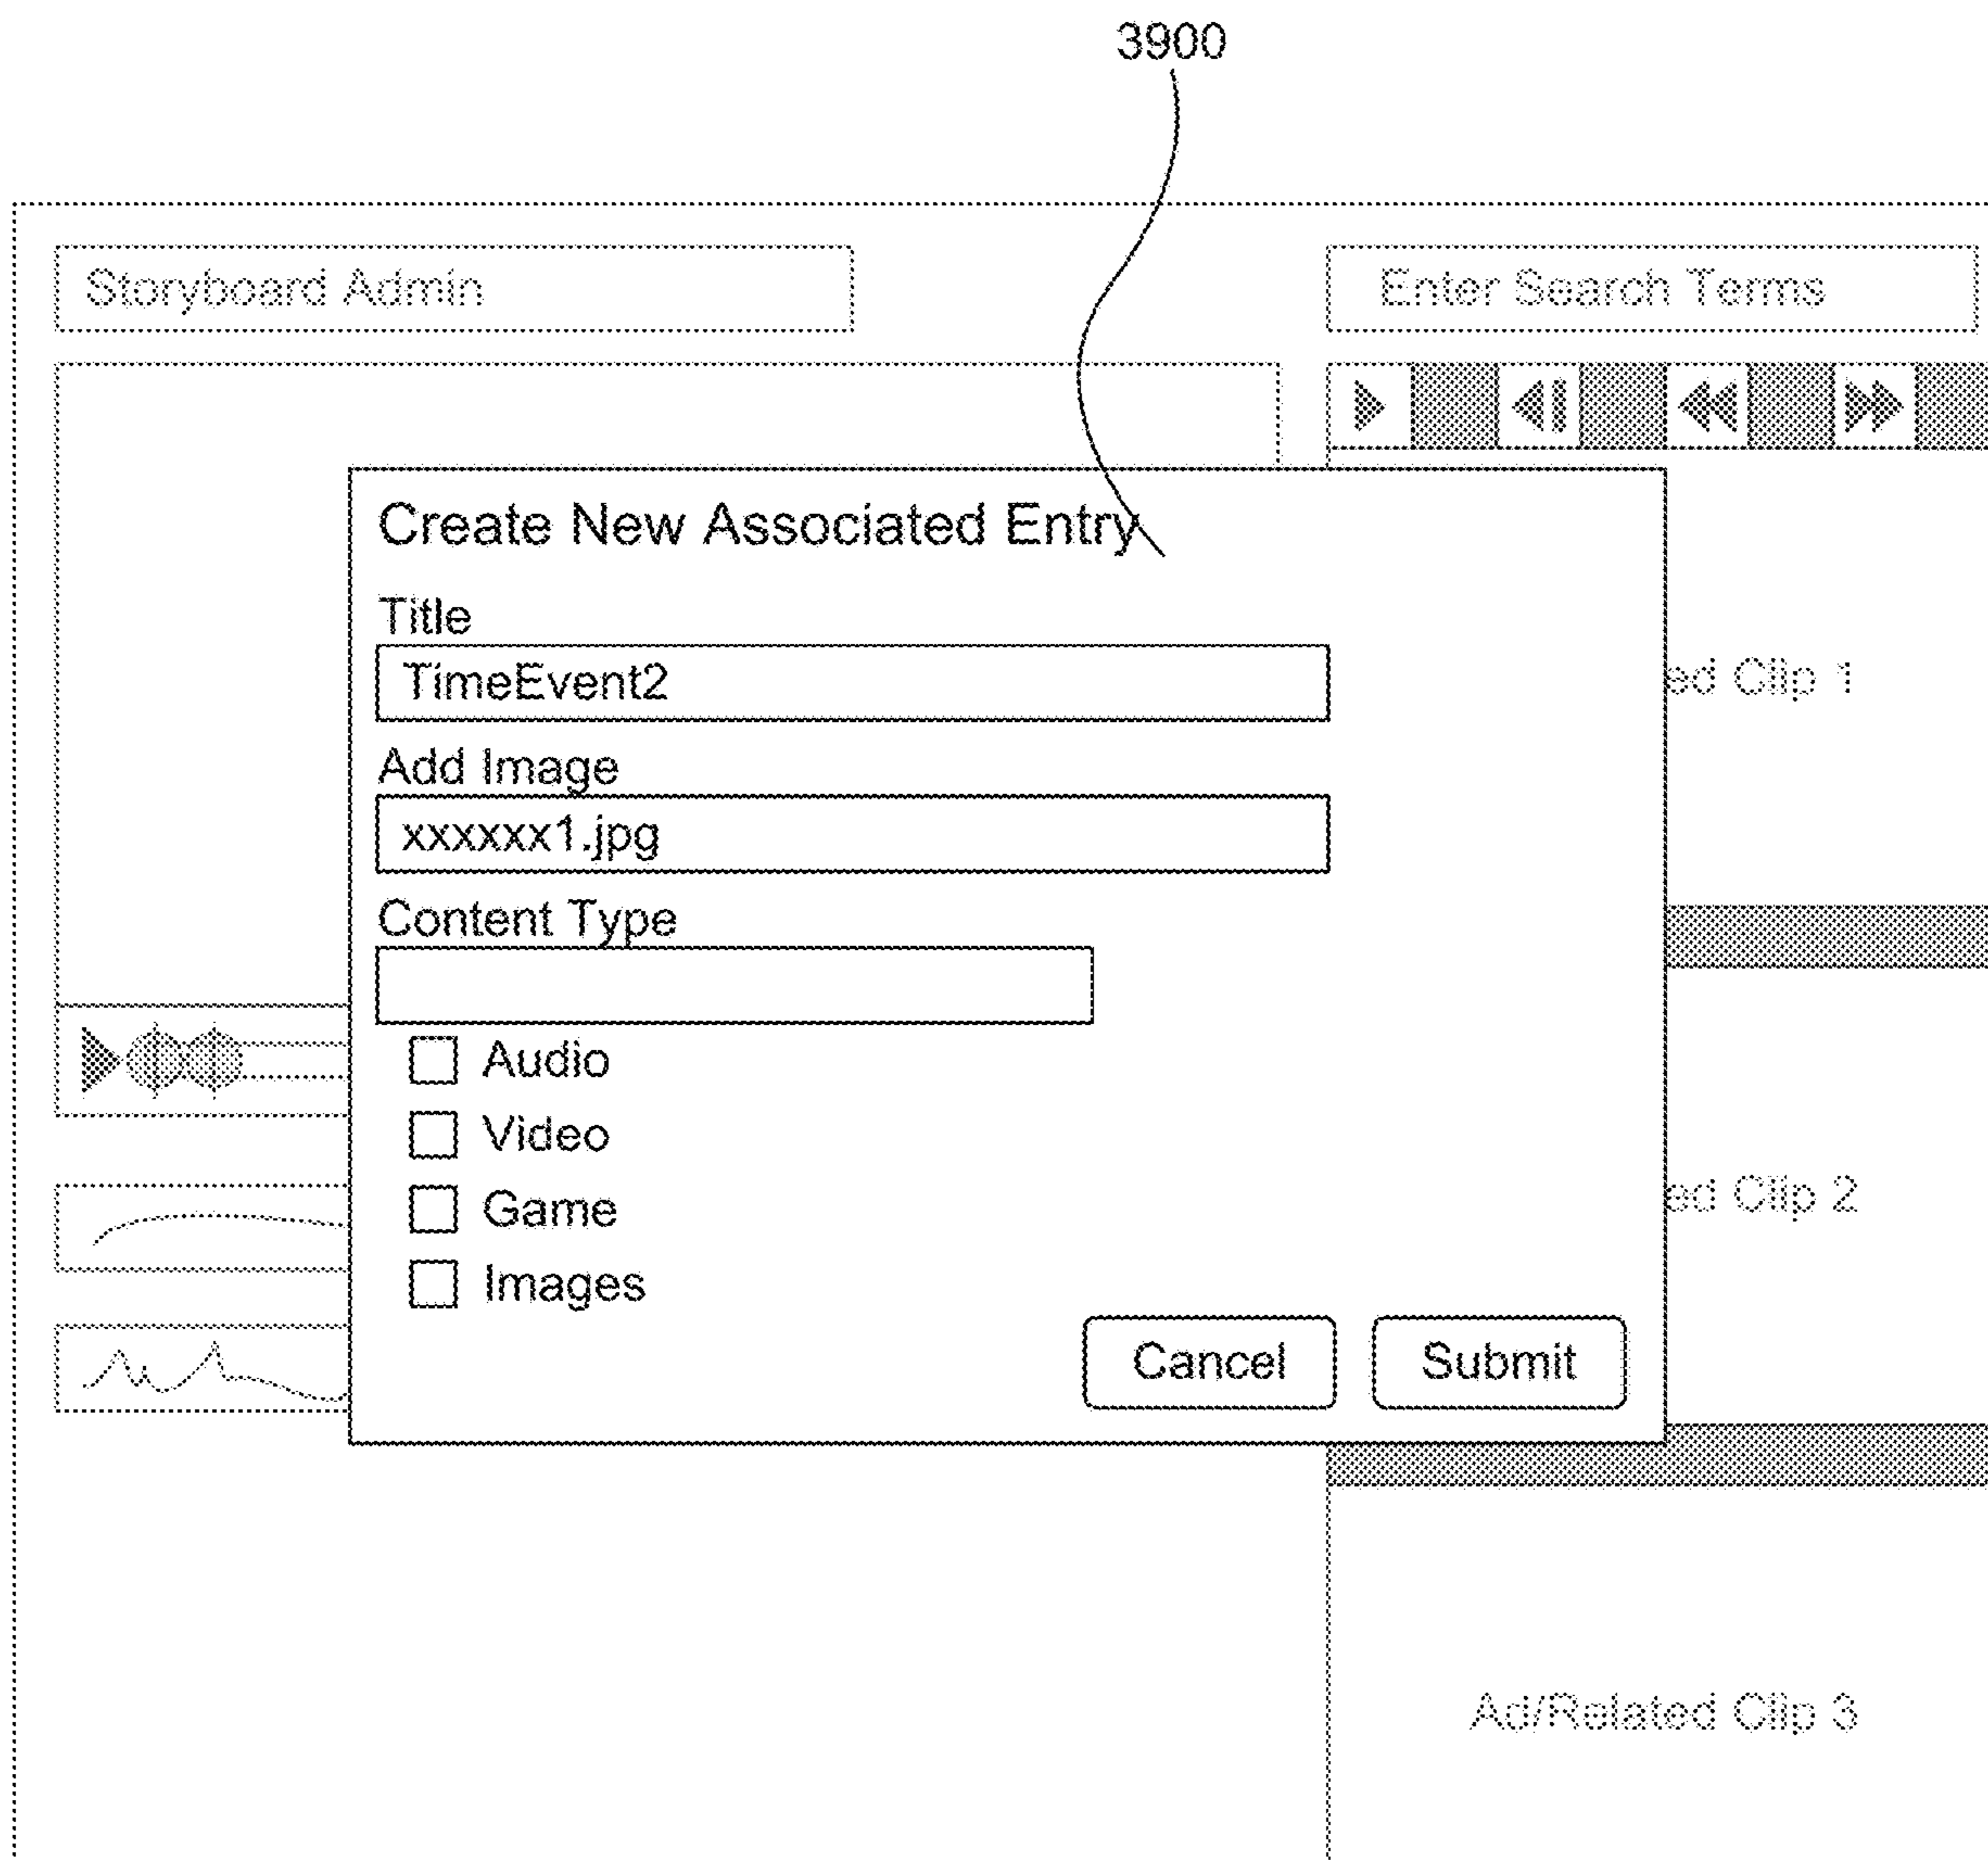 3900
Storyboard Admin
Enter Search Terms
Create New Associated Entry
Title
TimeEvent2
Add Image
xxxxxx1.jpg
Content Type
Audio
Video
Game
Images
Cancel
Submit
ed Clip 1
ed Clip 2
Ad/Related Clip 3